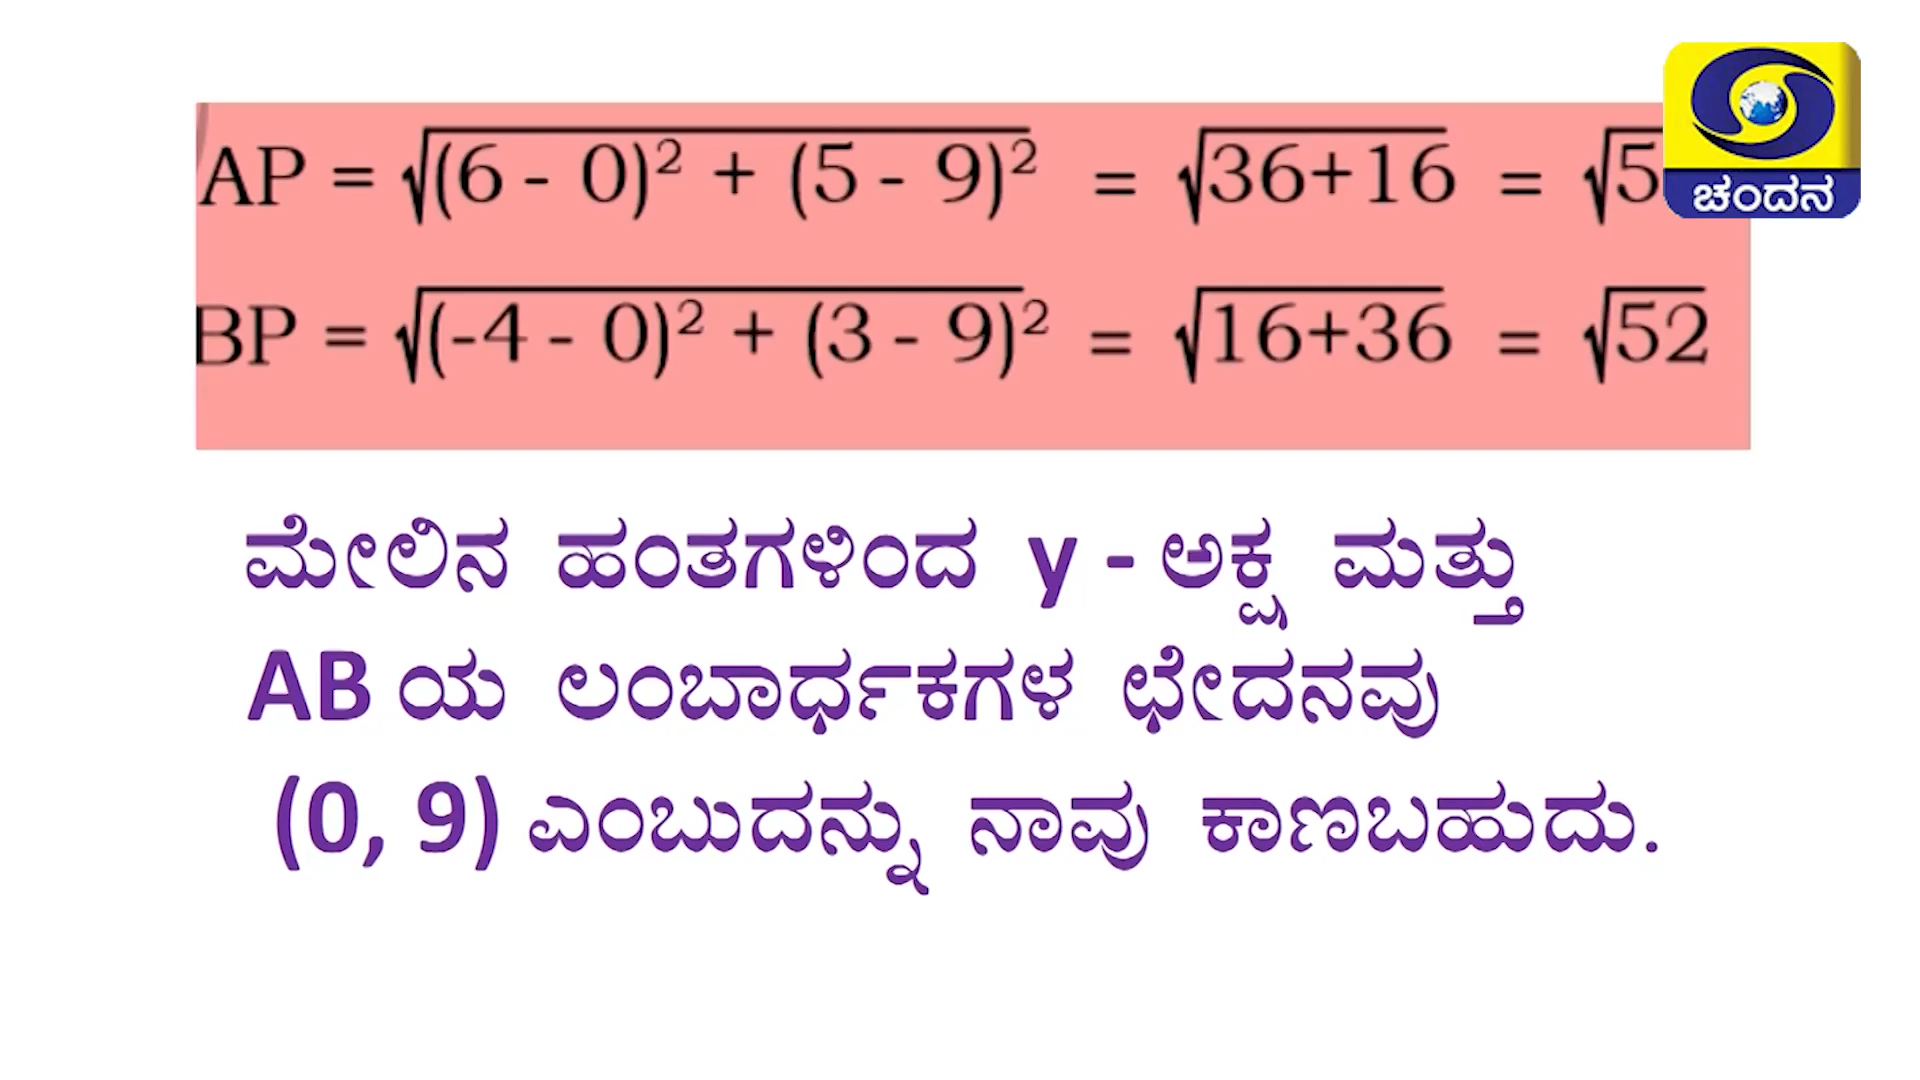 AP = √(6 - 0)² + (5 - 9)² = √36+16 = √5
ಚಂದನ
BP = √(-4 - 0)² + (3 - 9)² = √16+36 = √52
ಮೇಲಿನ ಹಂತಗಳಿಂದ y - ಅಕ್ಷ ಮತ್ತು
AB ಯ ಲಂಬಾರ್ಧಕಗಳ ಛೇದನವು
(0, 9) ಎಂಬುದನ್ನು ನಾವು ಕಾಣಬಹುದು.